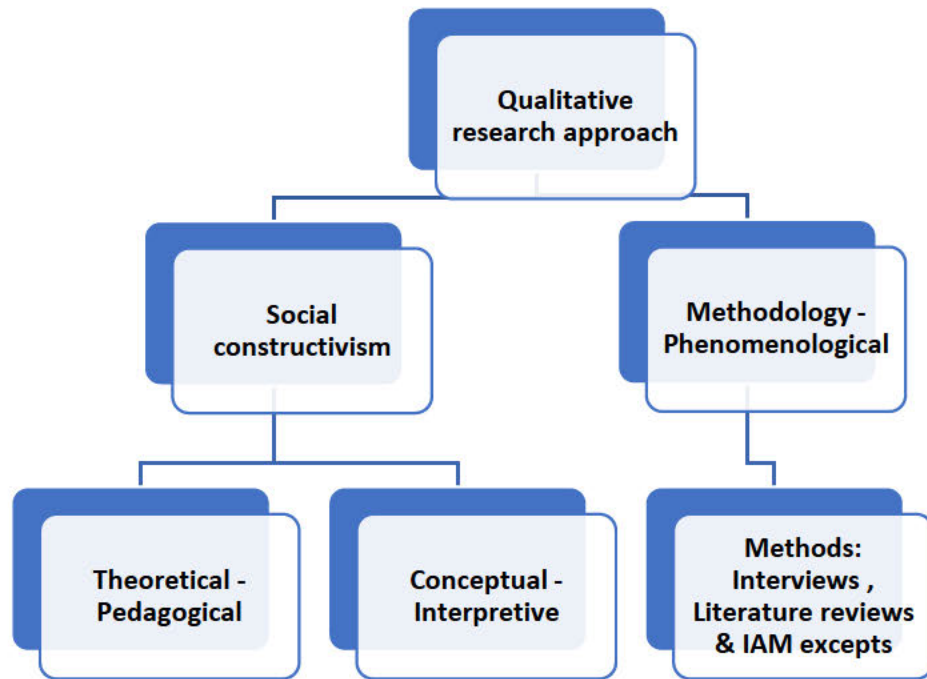 Qualitative
research approach
Social
constructivism
Methodology -
Phenomenological
Theoretical -
Pedagogical
Conceptual -
Interpretive
Methods:
Interviews ,
Literature reviews
& IAM excepts